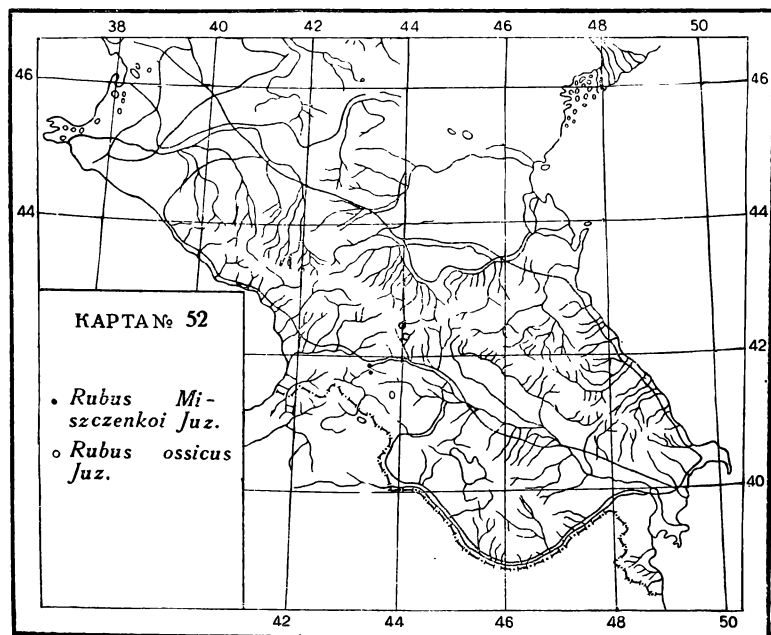 38 40 42 44 46 48 50
46 46
44 44
КАРТА № 52
42
• Rubus Mi-
szczenkoi Juz.
○ Rubus ossicus
Juz.
40
42 44 46 48 50